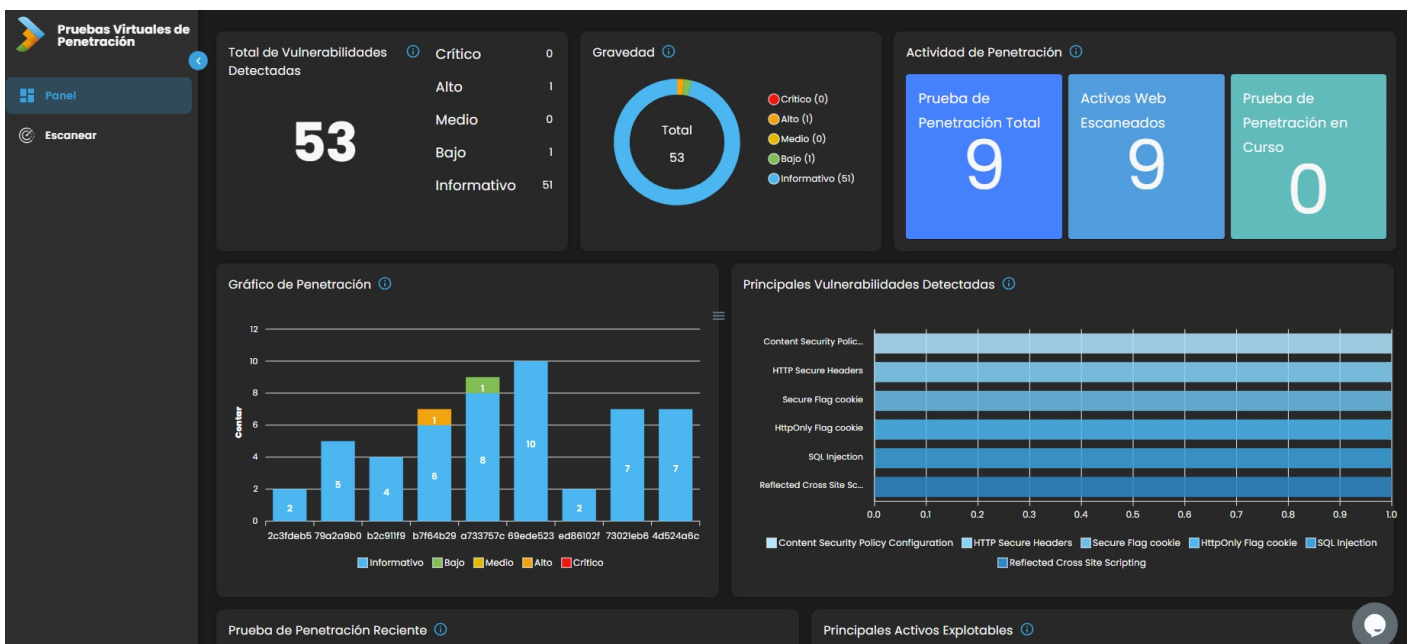 Pruebas Virtuales de
Penetración
Panel
Escanear
Total de Vulnerabilidades
Detectadas
53
Crítico 0
Alto 1
Medio 0
Bajo 1
Informativo 51
Gravedad
Total
53
Crítico (0)
Alto (1)
Medio (0)
Bajo (1)
Informativo (51)
Actividad de Penetración
Prueba de
Penetración Total
9
Activos Web
Escaneados
9
Prueba de
Penetración en
Curso
0
Gráfico de Penetración
Contar
12
10
8
6
4
2
0
2
5
4
1
6
1
8
10
2
7
7
2c3fdeb5 79a2a9b0 b2c911f9 b7f64b29 a733757c 69ede523 ed86102f 73021eb6 4d524a6c
Informativo Bajo Medio Alto Crítico
Principales Vulnerabilidades Detectadas
Content Security Polic...
HTTP Secure Headers
Secure Flag cookie
HttpOnly Flag cookie
SQL Injection
Reflected Cross Site Sc...
0.0 0.1 0.2 0.3 0.4 0.5 0.6 0.7 0.8 0.9 1.0
Content Security Policy Configuration HTTP Secure Headers Secure Flag cookie HttpOnly Flag cookie SQL Injection
Reflected Cross Site Scripting
Prueba de Penetración Reciente
Principales Activos Explotables